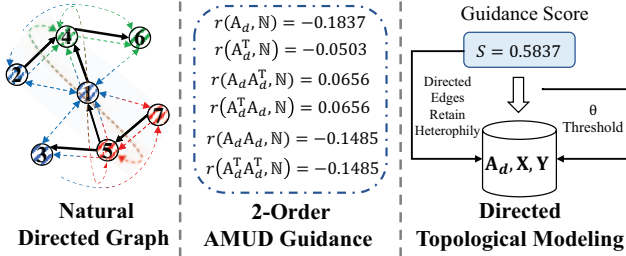 4
6
2
1
7
3
5
Natural
Directed Graph
r(A_d, ℕ) = −0.1837
r(A_d^T, ℕ) = −0.0503
r(A_d A_d^T, ℕ) = 0.0656
r(A_d^T A_d, ℕ) = 0.0656
r(A_d A_d, ℕ) = −0.1485
r(A_d^T A_d^T, ℕ) = −0.1485
2-Order
AMUD Guidance
Guidance Score
S = 0.5837
Directed
Edges
Retain
Heterophily
θ
Threshold
A_d, X, Y
Directed
Topological Modeling